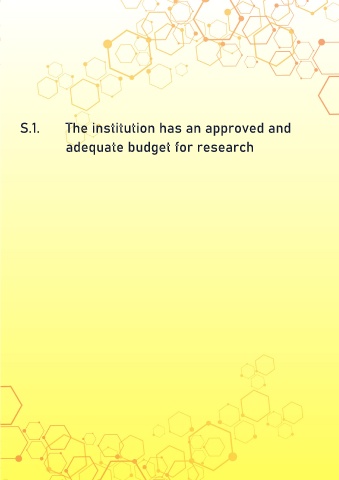 S.1. The institution has an approved and
adequate budget for research